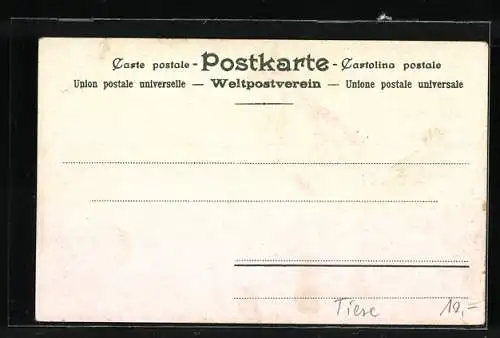 Carte postale - Postkarte - Cartolina postale
Union postale universelle — Weltpostverein — Unione postale universale
Tiere 10,-